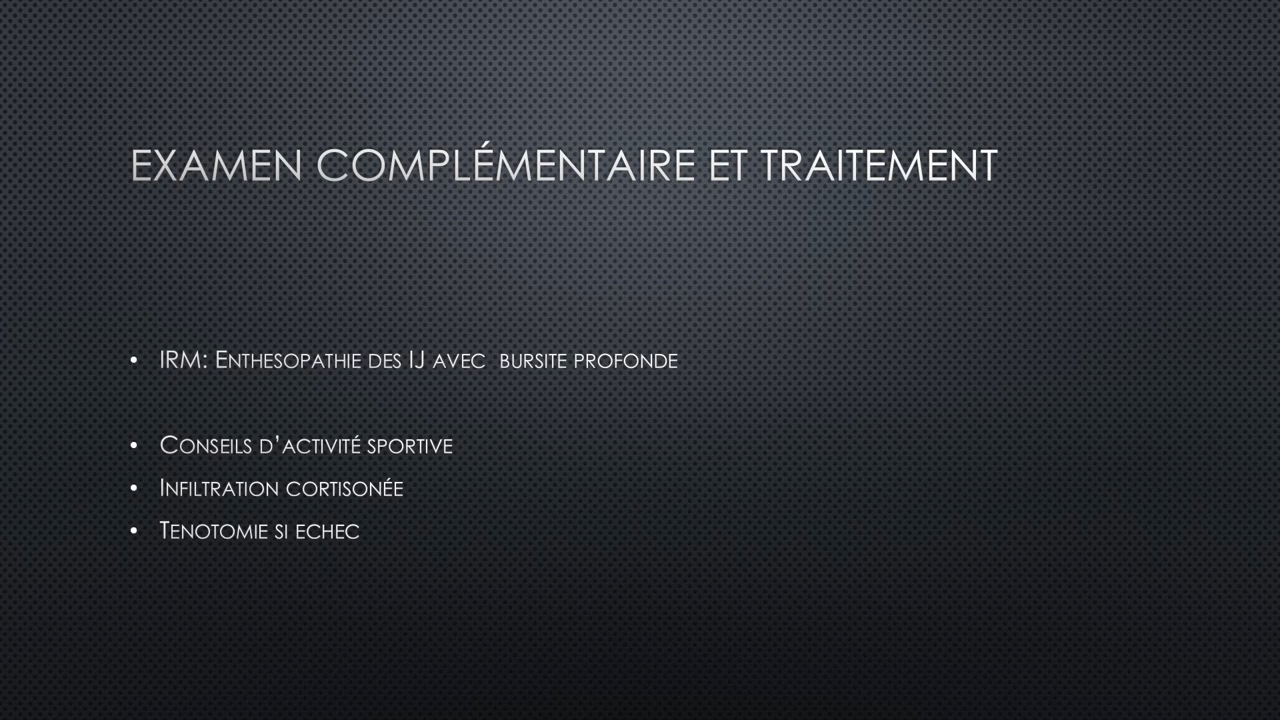 EXAMEN COMPLÉMENTAIRE ET TRAITEMENT
• IRM: Enthesopathie des IJ avec bursite profonde
• Conseils d'activité sportive
• Infiltration cortisonée
• Tenotomie si echec